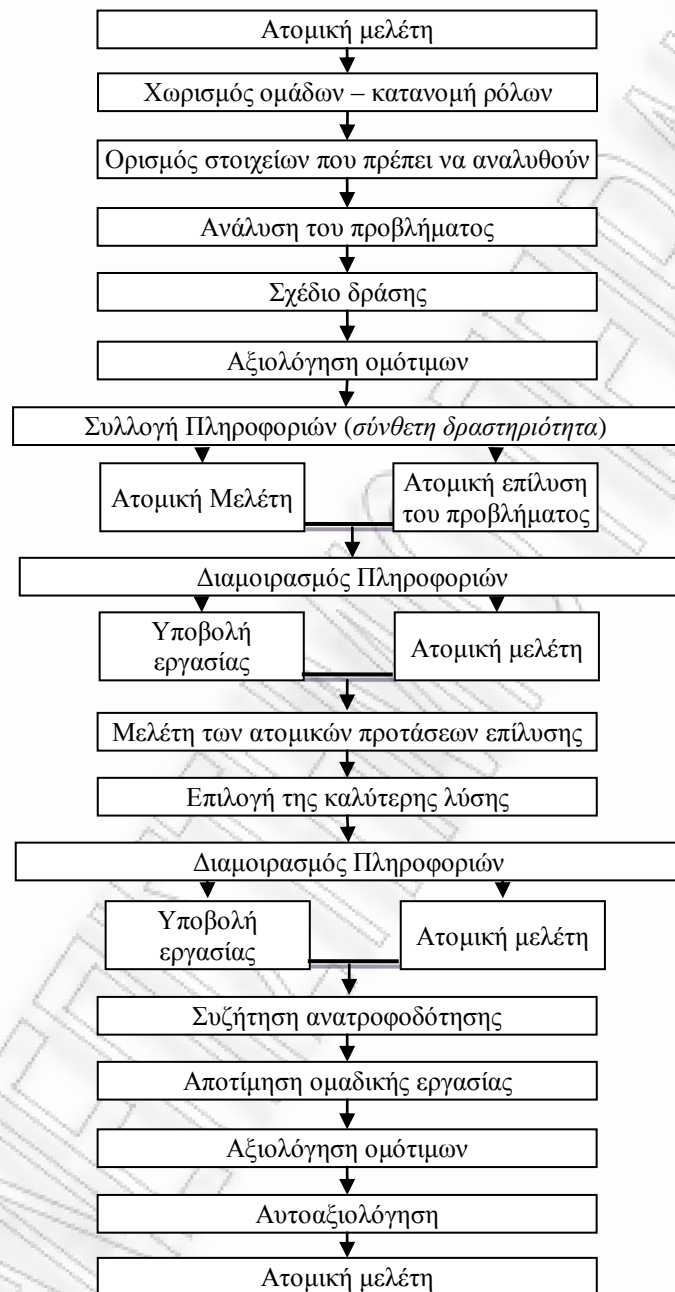 Ατομική μελέτη
Χωρισμός ομάδων – κατανομή ρόλων
Ορισμός στοιχείων που πρέπει να αναλυθούν
Ανάλυση του προβλήματος
Σχέδιο δράσης
Αξιολόγηση ομότιμων
Συλλογή Πληροφοριών (σύνθετη δραστηριότητα)
Ατομική Μελέτη
Ατομική επίλυση
του προβλήματος
Διαμοιρασμός Πληροφοριών
Υποβολή
εργασίας
Ατομική μελέτη
Μελέτη των ατομικών προτάσεων επίλυσης
Επιλογή της καλύτερης λύσης
Διαμοιρασμός Πληροφοριών
Υποβολή
εργασίας
Ατομική μελέτη
Συζήτηση ανατροφοδότησης
Αποτίμηση ομαδικής εργασίας
Αξιολόγηση ομότιμων
Αυτοαξιολόγηση
Ατομική μελέτη